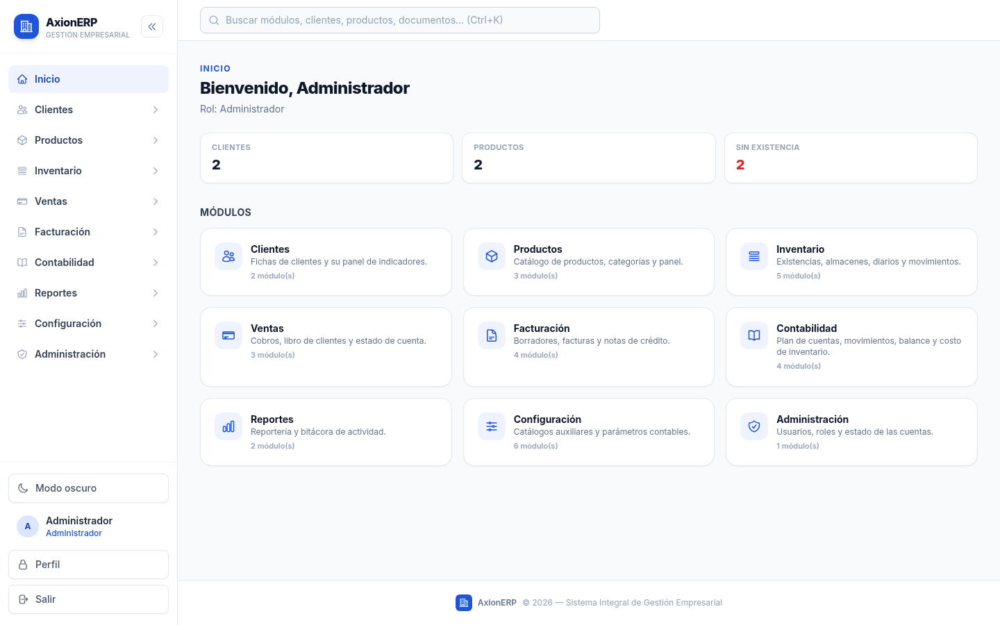 AxionERP
GESTIÓN EMPRESARIAL
Inicio
Clientes
Productos
Inventario
Ventas
Facturación
Contabilidad
Reportes
Configuración
Administración
Modo oscuro
A
Administrador
Administrador
Perfil
Salir
Buscar módulos, clientes, productos, documentos... (Ctrl+K)
INICIO
Bienvenido, Administrador
Rol: Administrador
CLIENTES
2
PRODUCTOS
2
SIN EXISTENCIA
2
MÓDULOS
Clientes
Fichas de clientes y su panel de indicadores.
2 módulo(s)
Productos
Catálogo de productos, categorías y panel.
3 módulo(s)
Inventario
Existencias, almacenes, diarios y movimientos.
5 módulo(s)
Ventas
Cobros, libro de clientes y estado de cuenta.
3 módulo(s)
Facturación
Borradores, facturas y notas de crédito.
4 módulo(s)
Contabilidad
Plan de cuentas, movimientos, balance y costo
de inventario.
4 módulo(s)
Reportes
Reportería y bitácora de actividad.
2 módulo(s)
Configuración
Catálogos auxiliares y parámetros contables.
6 módulo(s)
Administración
Usuarios, roles y estado de las cuentas.
1 módulo(s)
AxionERP © 2026 — Sistema Integral de Gestión Empresarial